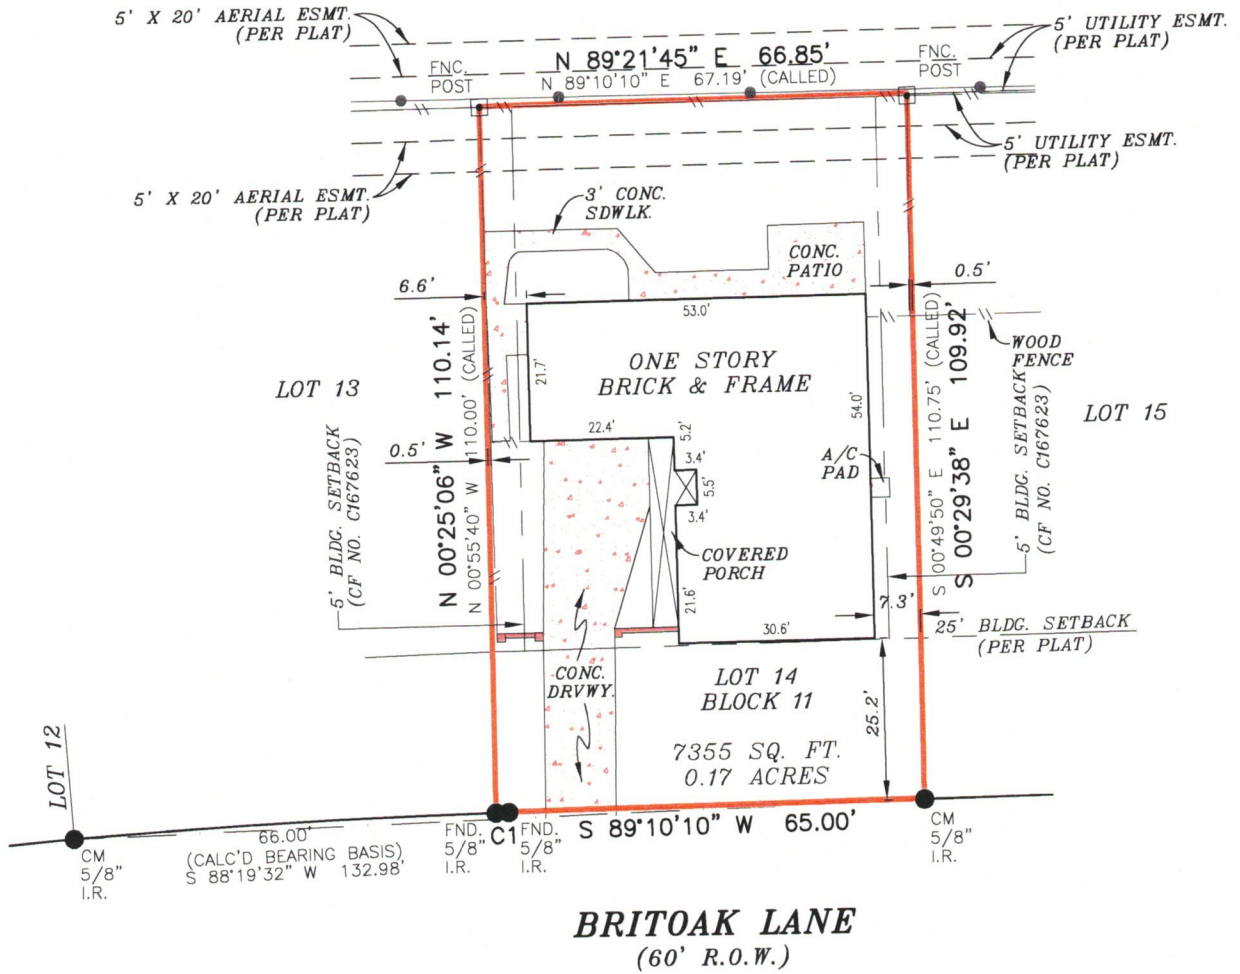 5' X 20' AERIAL ESMT.
(PER PLAT)
5' UTILITY ESMT.
(PER PLAT)
FNC.
POST
N 89°21'45" E 66.85'
N 89°10'10" E 67.19' (CALLED)
FNC.
POST
5' UTILITY ESMT.
(PER PLAT)
5' X 20' AERIAL ESMT.
(PER PLAT)
3' CONC.
SDWLK.
CONC.
PATIO
6.6'
0.5'
53.0'
WOOD
FENCE
ONE STORY
BRICK & FRAME
21.7'
54.0'
LOT 13
LOT 15
N 00°25'06" W 110.14'
N 00°55'40" W 110.00' (CALLED)
S 00°49'50" E 110.75' (CALLED)
S 00°29'38" E 109.92'
22.4'
5.2'
3.4'
5.5'
3.4'
0.5'
A/C
PAD
5' BLDG. SETBACK
(CF NO. C167623)
5' BLDG. SETBACK
(CF NO. C167623)
COVERED
PORCH
21.6'
30.6'
7.3'
25' BLDG. SETBACK
(PER PLAT)
CONC.
DRVWY.
LOT 14
BLOCK 11
25.2'
7355 SQ. FT.
0.17 ACRES
LOT 12
CM
5/8"
I.R.
66.00'
(CALC'D BEARING BASIS)
S 88°19'32" W 132.98'
FND.
5/8"
I.R.
C1
FND.
5/8"
I.R.
S 89°10'10" W 65.00'
CM
5/8"
I.R.
BRITOAK LANE
(60' R.O.W.)